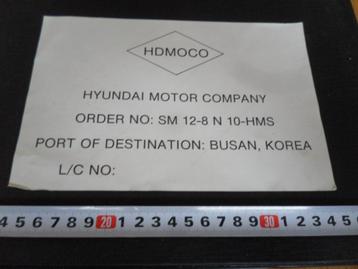 HDMOCO
HYUNDAI MOTOR COMPANY
ORDER NO: SM 12-8 N 10-HMS
PORT OF DESTINATION: BUSAN, KOREA
L/C NO:
4 5 6 7 8 9 20 1 2 3 4 5 6 7 8 9 30 1 2 3 4 5